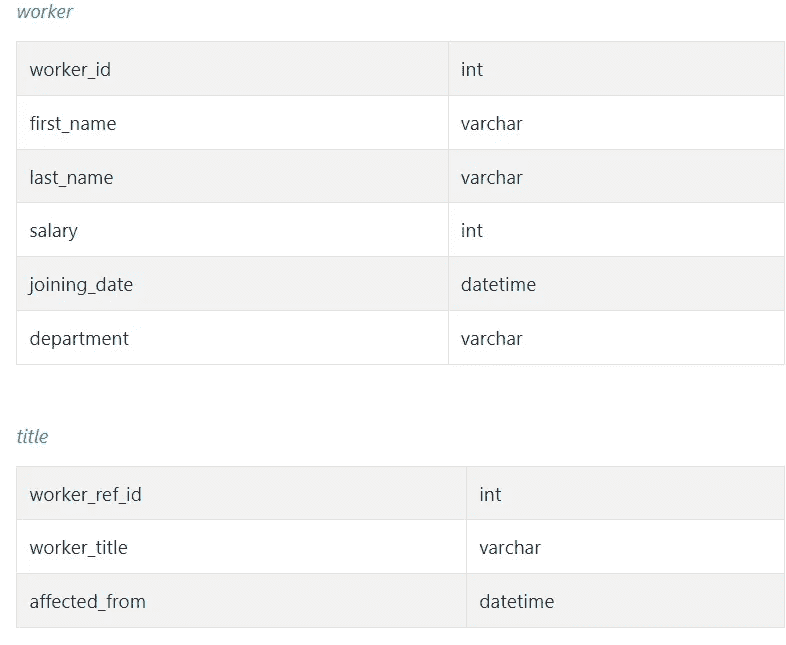 worker
worker_id int
first_name varchar
last_name varchar
salary int
joining_date datetime
department varchar
title
worker_ref_id int
worker_title varchar
affected_from datetime